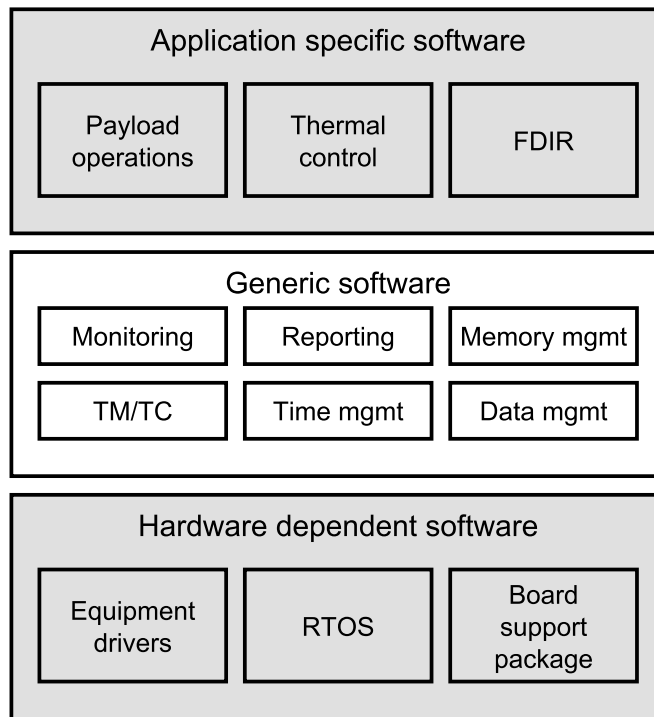 Application specific software
Payload
operations
Thermal
control
FDIR
Generic software
Monitoring
Reporting
Memory mgmt
TM/TC
Time mgmt
Data mgmt
Hardware dependent software
Equipment
drivers
RTOS
Board
support
package